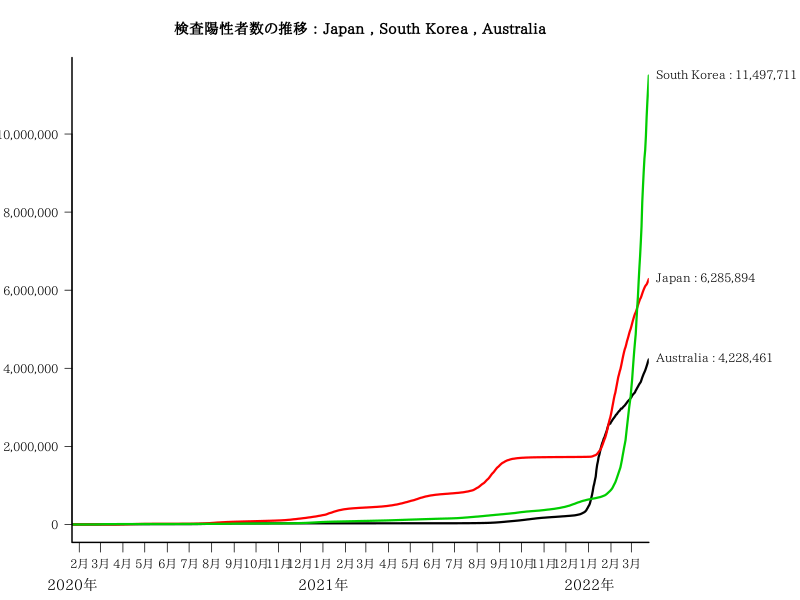 検査陽性者数の推移 : Japan , South Korea , Australia
South Korea : 11,497,711
10,000,000
8,000,000
6,000,000
Japan : 6,285,894
4,000,000
Australia : 4,228,461
2,000,000
0
2月 3月 4月 5月 6月 7月 8月 9月 10月 11月 12月 1月 2月 3月 4月 5月 6月 7月 8月 9月 10月 11月 12月 1月 2月 3月
2020年 2021年 2022年